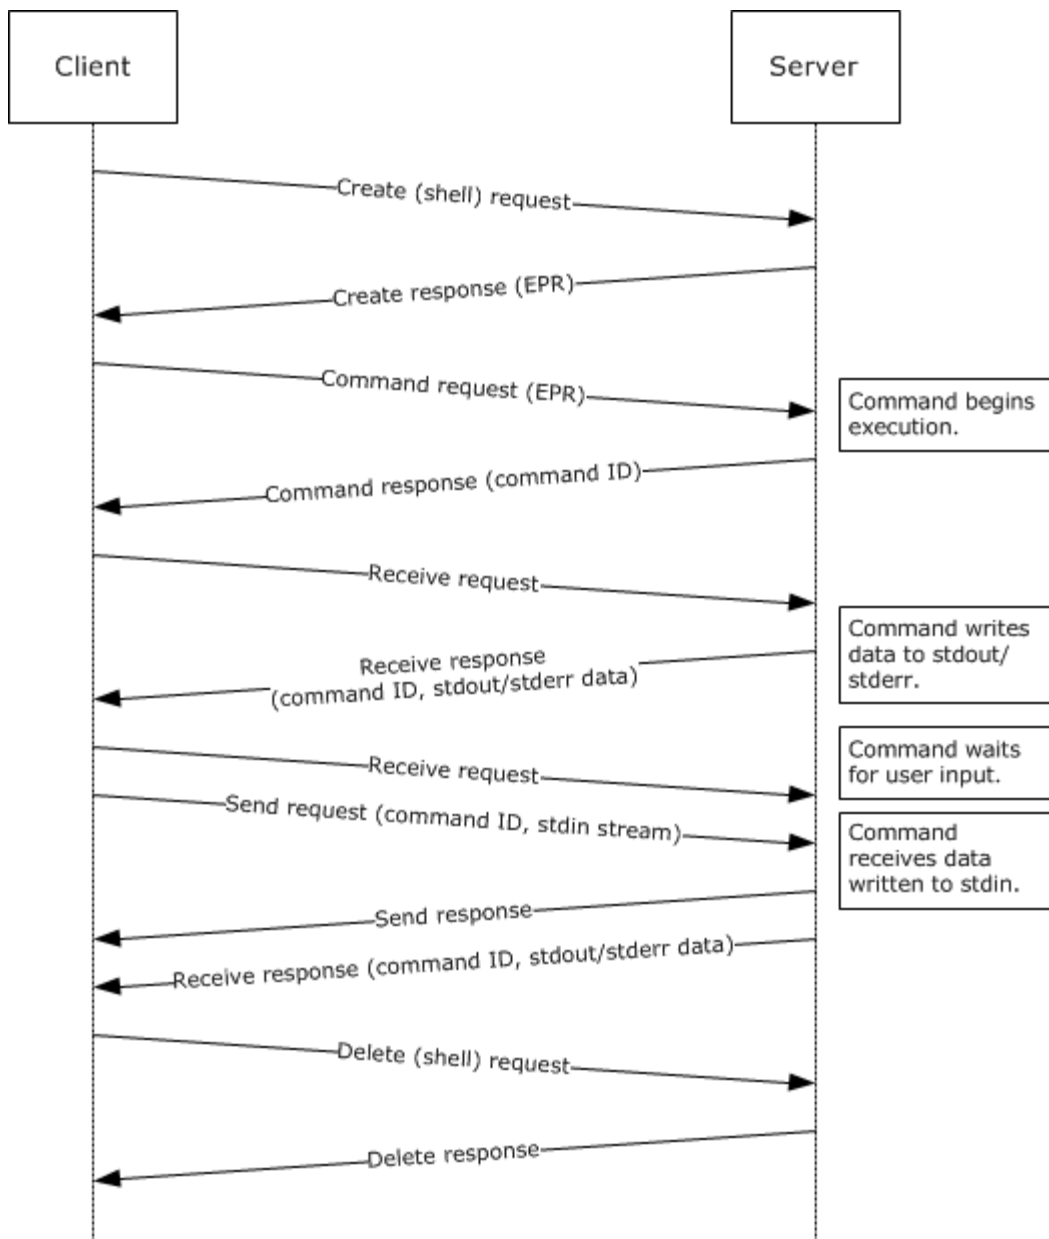 Client
Server
Create (shell) request
Create response (EPR)
Command request (EPR)
Command begins
execution.
Command response (command ID)
Receive request
Command writes
data to stdout/
stderr.
Receive response
(command ID, stdout/stderr data)
Receive request
Command waits
for user input.
Send request (command ID, stdin stream)
Command
receives data
written to stdin.
Send response
Receive response (command ID, stdout/stderr data)
Delete (shell) request
Delete response